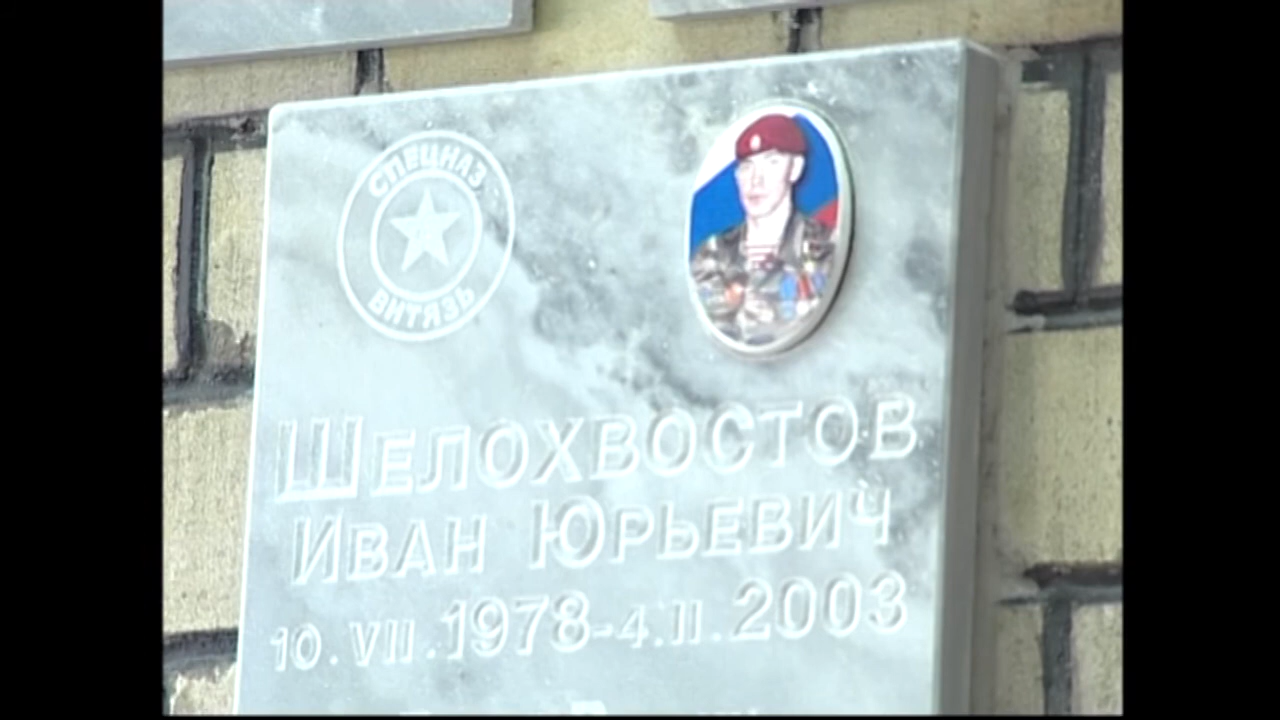 СПЕЦНАЗ
ВИТЯЗЬ
ШЕЛОХВОСТОВ
ИВАН ЮРЬЕВИЧ
10.VII.1978-4.II.2003